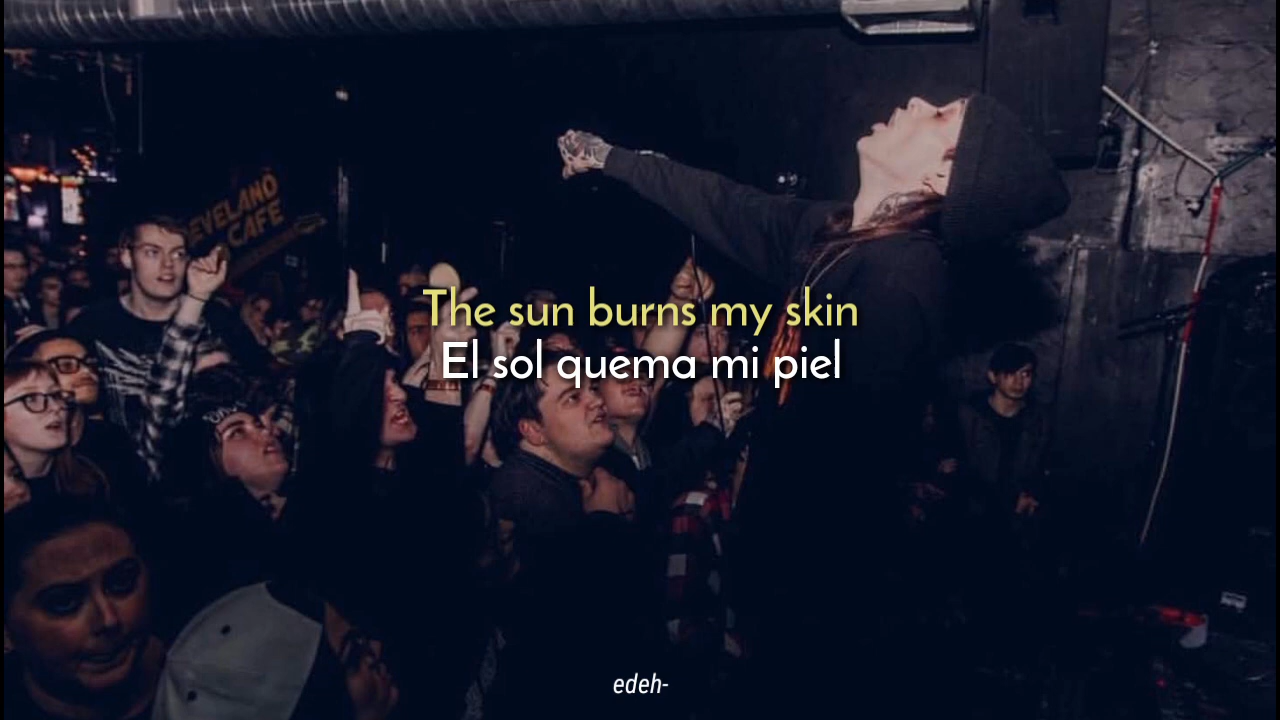 EVELAND
CAFE
The sun burns my skin
El sol quema mi piel
edeh-